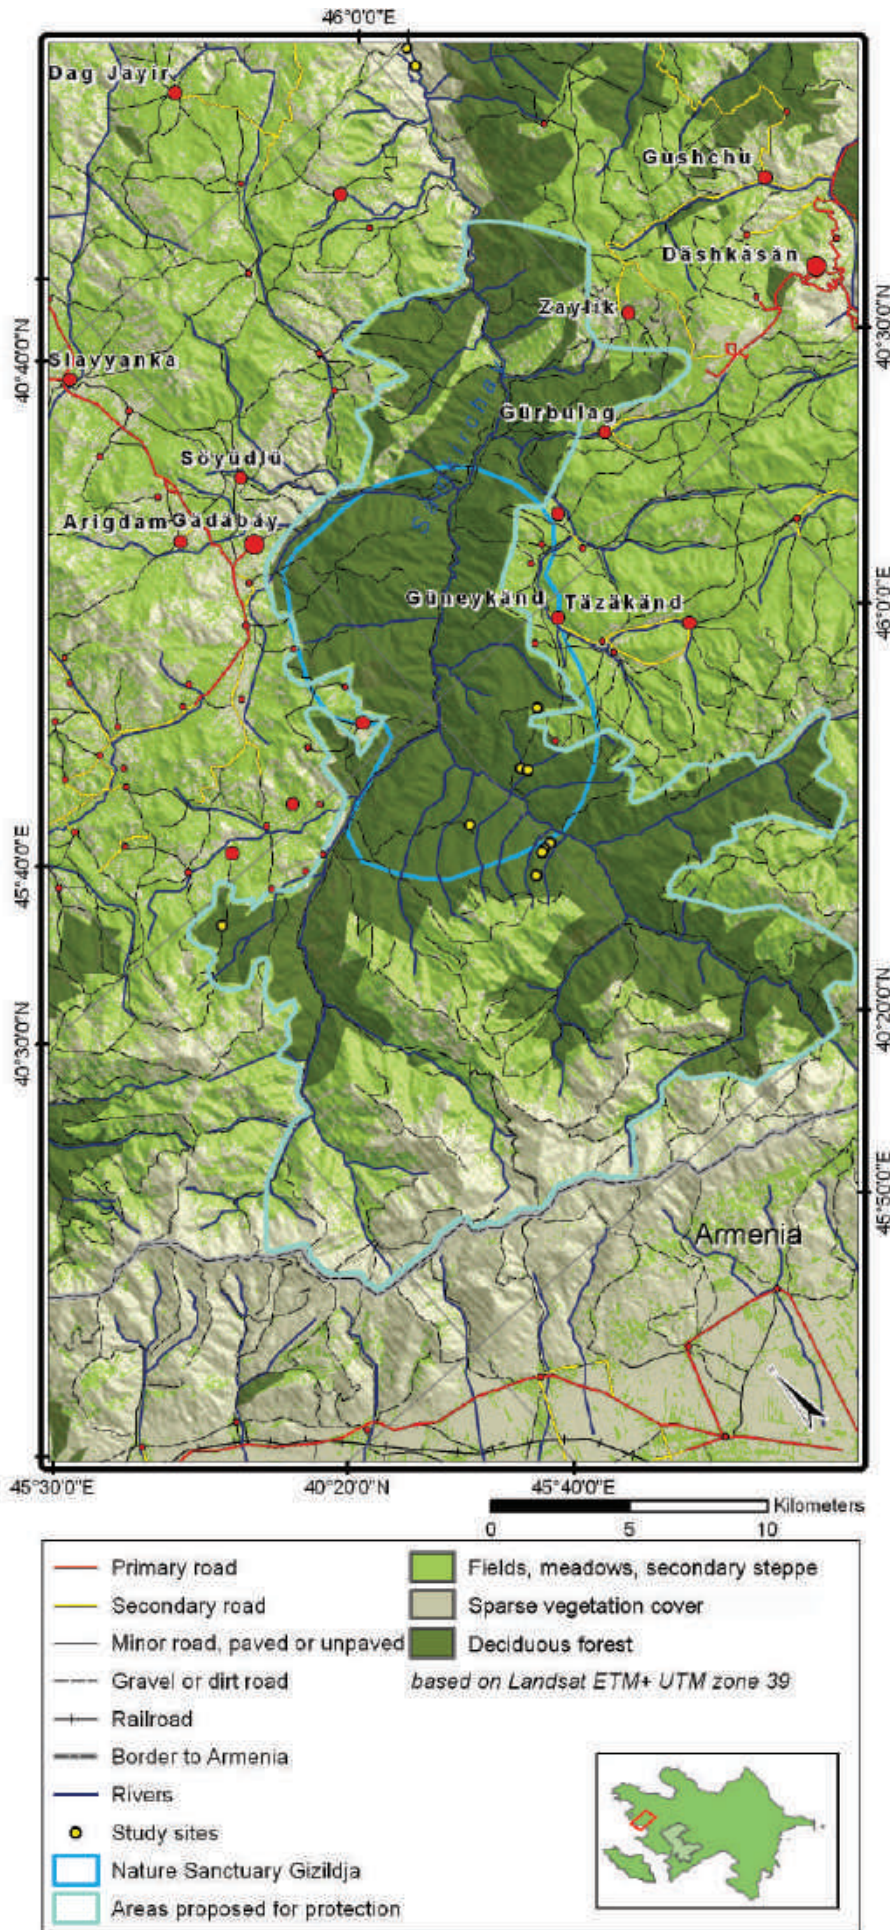 46°0'0"E
Dag Jayir
Gushchu
Däshkäsän
Zaylik
40°30'0"N
40°40'0"N
Slavyanka
Gürbulag
Söyüdlü
Arigdam
Gädäbäy
Güneykänd
Täzäkänd
46°0'0"E
45°40'0"E
40°20'0"N
40°30'0"N
45°50'0"E
Armenia
45°30'0"E
40°20'0"N
45°40'0"E
Kilometers
0 5 10
Primary road
Secondary road
Minor road, paved or unpaved
Gravel or dirt road
Railroad
Border to Armenia
Rivers
Study sites
Nature Sanctuary Gizildja
Areas proposed for protection
Fields, meadows, secondary steppe
Sparse vegetation cover
Deciduous forest
based on Landsat ETM+ UTM zone 39